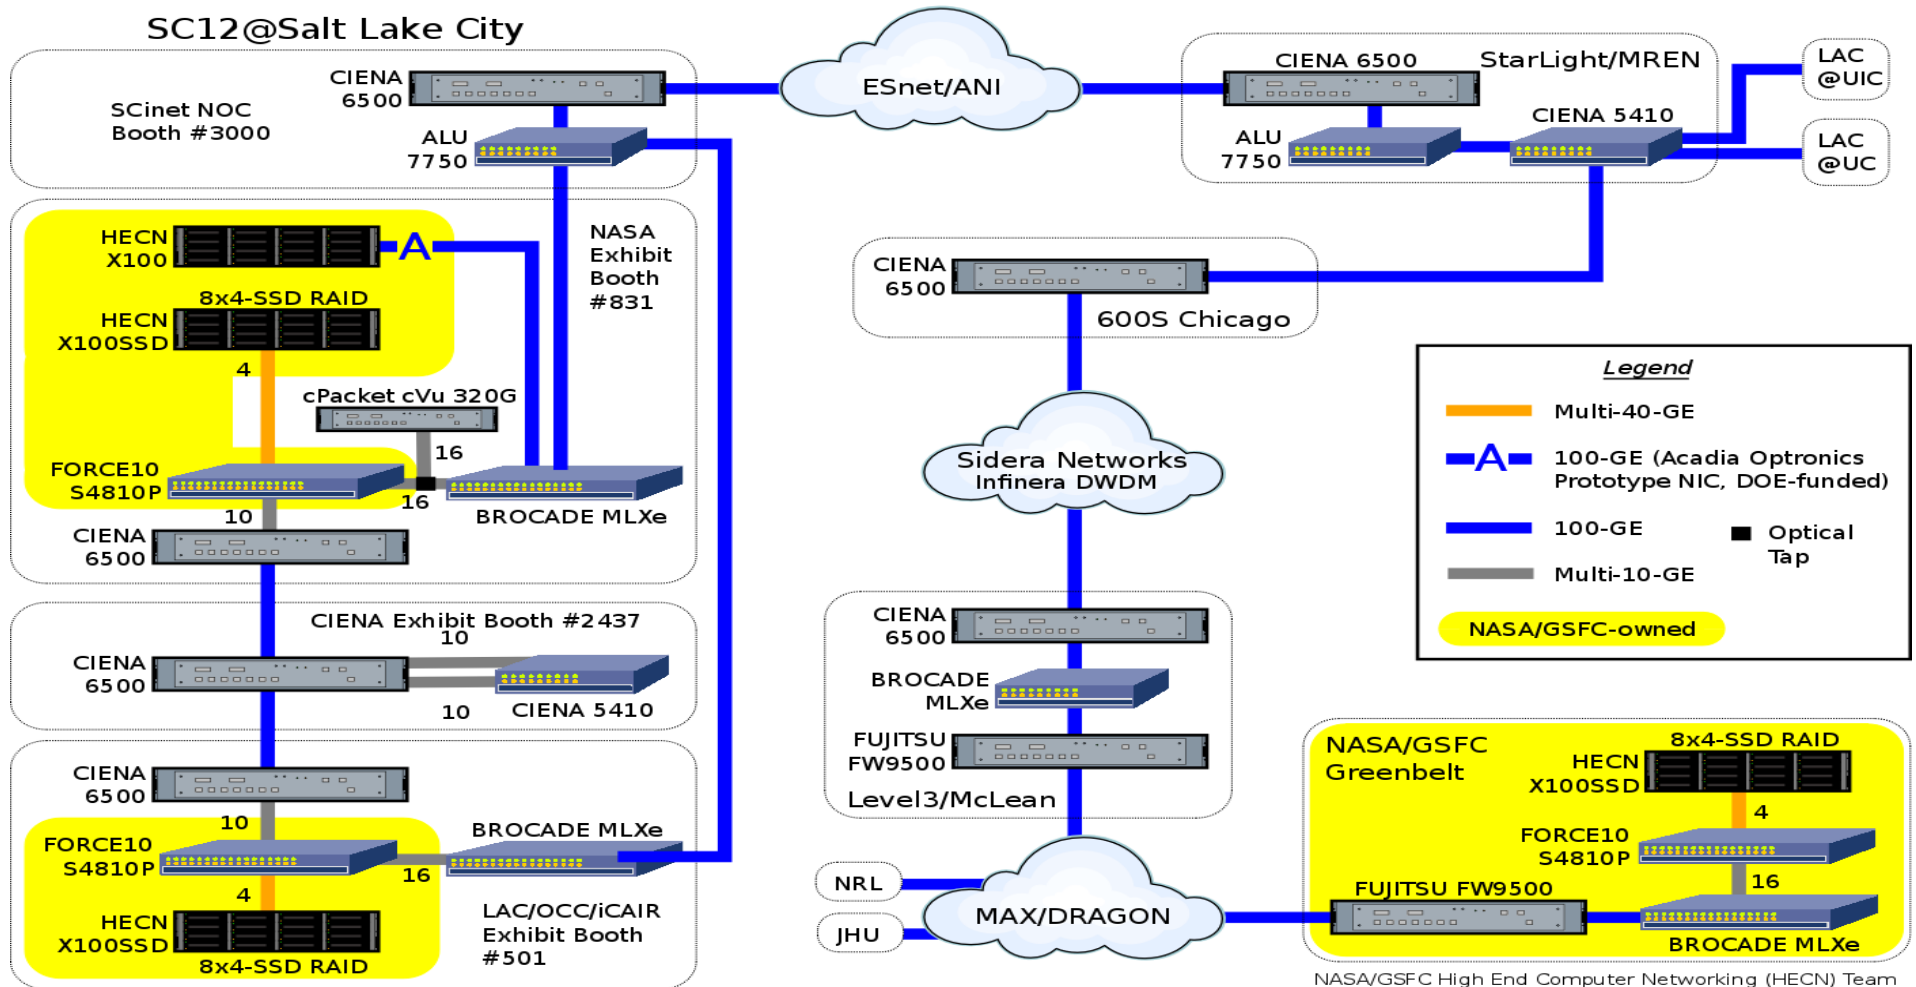 SC12@Salt Lake City
SCinet NOC
Booth #3000
CIENA
6500
ALU
7750
ESnet/ANI
CIENA 6500
StarLight/MREN
CIENA 5410
ALU
7750
LAC
@UIC
LAC
@UC
HECN
X100
A
NASA
Exhibit
Booth
#831
8x4-SSD RAID
HECN
X100SSD
4
cPacket cVu 320G
16
FORCE10
S4810P
16
BROCADE MLXe
10
CIENA
6500
CIENA Exhibit Booth #2437
10
CIENA
6500
10
CIENA 5410
CIENA
6500
10
FORCE10
S4810P
BROCADE MLXe
16
4
HECN
X100SSD
8x4-SSD RAID
LAC/OCC/iCAIR
Exhibit Booth
#501
CIENA
6500
600S Chicago
Sidera Networks
Infinera DWDM
CIENA
6500
BROCADE
MLXe
FUJITSU
FW9500
Level3/McLean
NRL
JHU
MAX/DRAGON
Legend
Multi-40-GE
A
100-GE (Acadia Optronics
Prototype NIC, DOE-funded)
100-GE
Optical
Tap
Multi-10-GE
NASA/GSFC-owned
NASA/GSFC
Greenbelt
8x4-SSD RAID
HECN
X100SSD
4
FORCE10
S4810P
16
FUJITSU FW9500
BROCADE MLXe
NASA/GSFC High End Computer Networking (HECN) Team